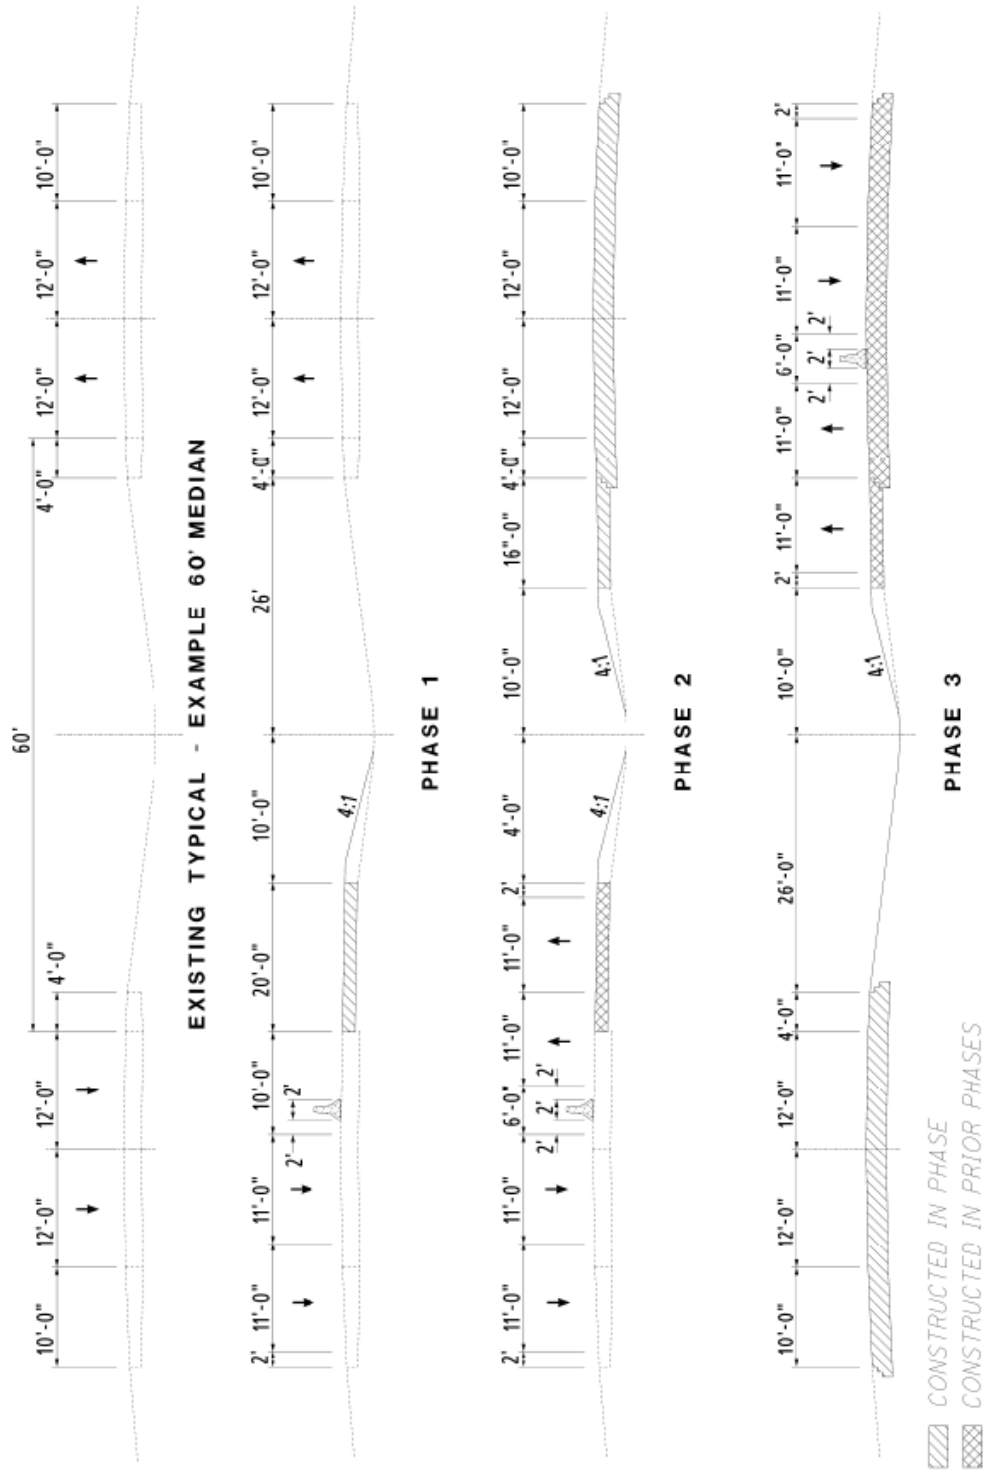 60'
10'-0" 12'-0" 12'-0" 4'-0" 4'-0" 12'-0" 12'-0" 10'-0"
EXISTING TYPICAL - EXAMPLE 60' MEDIAN
2' 11'-0" 11'-0" 10'-0" 20'-0" 10'-0" 26' 4'-0" 12'-0" 12'-0" 10'-0"
2' 2'
4:1
PHASE 1
2' 11'-0" 11'-0" 6'-0" 11'-0" 11'-0" 2' 4'-0" 10'-0" 16"-0" 4'-0" 12'-0" 12'-0" 10'-0"
2' 2' 2'
4:1 4:1
PHASE 2
10'-0" 12'-0" 12'-0" 4'-0" 26'-0" 10'-0" 2' 11'-0" 11'-0" 6'-0" 11'-0" 11'-0" 2'
2' 2' 2'
4:1
PHASE 3
CONSTRUCTED IN PHASE
CONSTRUCTED IN PRIOR PHASES